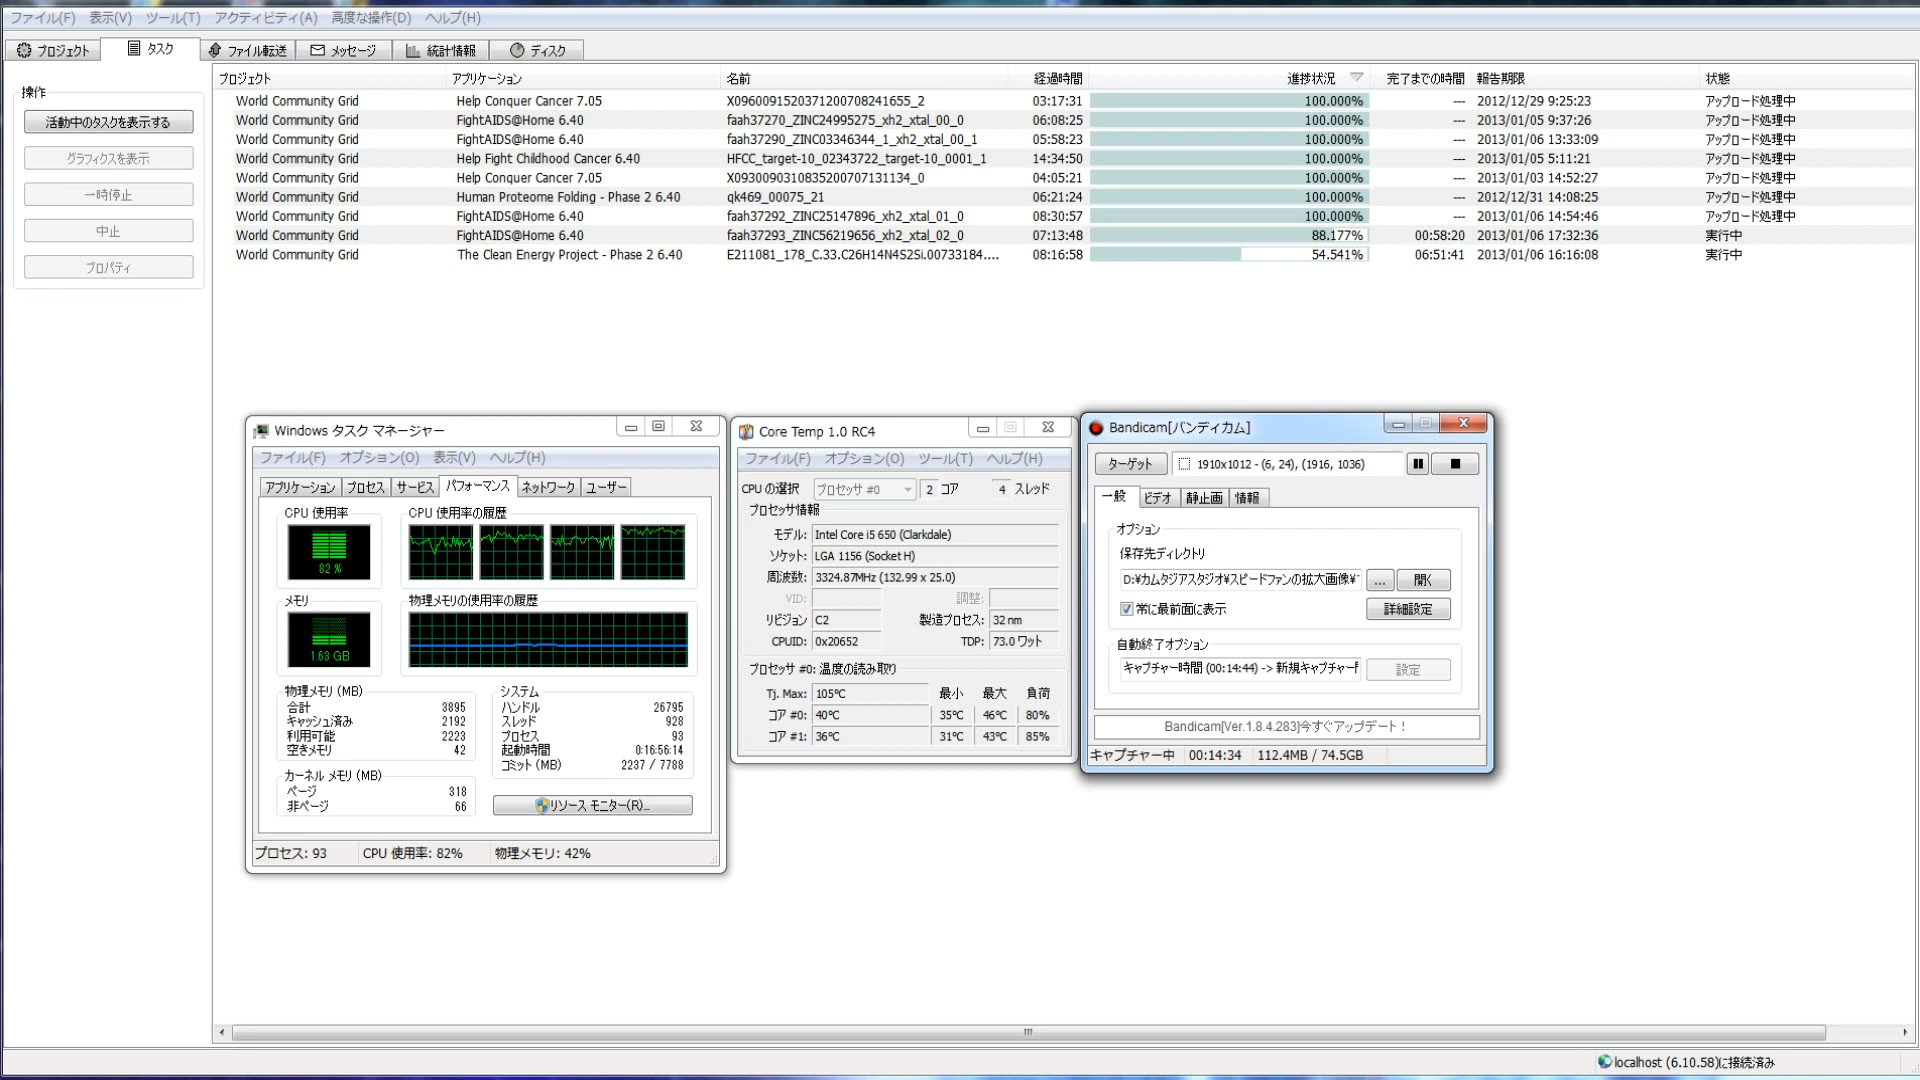 ファイル(F) 表示(V) ツール(T) アクティビティ(A) 高度な操作(D) ヘルプ(H)
プロジェクト タスク ファイル転送 メッセージ 統計情報 ディスク
操作
活動中のタスクを表示する
グラフィクスを表示
一時停止
中止
プロパティ
プロジェクト アプリケーション 名前 経過時間 進捗状況 完了までの時間 報告期限 状態
World Community Grid Help Conquer Cancer 7.05 X0960091520371200708241655_2 03:17:31 100.000% --- 2012/12/29 9:25:23 アップロード処理中
World Community Grid FightAIDS@Home 6.40 faah37270_ZINC24995275_xh2_xtal_00_0 06:08:25 100.000% --- 2013/01/05 9:37:26 アップロード処理中
World Community Grid FightAIDS@Home 6.40 faah37290_ZINC03346344_1_xh2_xtal_00_1 05:58:23 100.000% --- 2013/01/06 13:33:09 アップロード処理中
World Community Grid Help Fight Childhood Cancer 6.40 HFCC_target-10_02343722_target-10_0001_1 14:34:50 100.000% --- 2013/01/05 5:11:21 アップロード処理中
World Community Grid Help Conquer Cancer 7.05 X0930090310835200707131134_0 04:05:21 100.000% --- 2013/01/03 14:52:27 アップロード処理中
World Community Grid Human Proteome Folding - Phase 2 6.40 qk469_00075_21 06:21:24 100.000% --- 2012/12/31 14:08:25 アップロード処理中
World Community Grid FightAIDS@Home 6.40 faah37292_ZINC25147896_xh2_xtal_01_0 08:30:57 100.000% --- 2013/01/06 14:54:46 アップロード処理中
World Community Grid FightAIDS@Home 6.40 faah37293_ZINC56219656_xh2_xtal_02_0 07:13:48 88.177% 00:58:20 2013/01/06 17:32:36 実行中
World Community Grid The Clean Energy Project - Phase 2 6.40 E211081_178_C.33.C26H14N4S2Si.00733184.... 08:16:58 54.541% 06:51:41 2013/01/06 16:16:08 実行中
Windows タスク マネージャー
ファイル(F) オプション(O) 表示(V) ヘルプ(H)
アプリケーション プロセス サービス パフォーマンス ネットワーク ユーザー
CPU 使用率 CPU 使用率の履歴
82 %
メモリ 物理メモリの使用率の履歴
1.63 GB
物理メモリ (MB)
合計 3895
キャッシュ済み 2192
利用可能 2223
空きメモリ 42
カーネル メモリ (MB)
ページ 318
非ページ 66
システム
ハンドル 26795
スレッド 928
プロセス 93
起動時間 0:16:56:14
コミット (MB) 2237 / 7788
リソース モニター(R)...
プロセス: 93 CPU 使用率: 82% 物理メモリ: 42%
Core Temp 1.0 RC4
ファイル(F) オプション(O) ツール(T) ヘルプ(H)
CPU の選択 プロセッサ #0 2 コア 4 スレッド
プロセッサ情報
モデル: Intel Core i5 650 (Clarkdale)
ソケット: LGA 1156 (Socket H)
周波数: 3324.87MHz (132.99 x 25.0)
VID: 調整:
リビジョン C2 製造プロセス: 32 nm
CPUID: 0x20652 TDP: 73.0 ワット
プロセッサ #0: 温度の読み取り
Tj. Max: 105℃ 最小 最大 負荷
コア #0: 40℃ 35℃ 46℃ 80%
コア #1: 36℃ 31℃ 43℃ 85%
Bandicam[バンディカム]
ターゲット 1910x1012 - (6, 24), (1916, 1036)
一般 ビデオ 静止画 情報
オプション
保存先ディレクトリ
D:¥カムタジアスタジオ¥スピードファンの拡大画像¥ ... 開く
常に最前面に表示 詳細設定
自動終了オプション
キャプチャー時間 (00:14:44) -> 新規キャプチャー 設定
Bandicam[Ver.1.8.4.283]今すぐアップデート！
キャプチャー中 00:14:34 112.4MB / 74.5GB
localhost (6.10.58)に接続済み